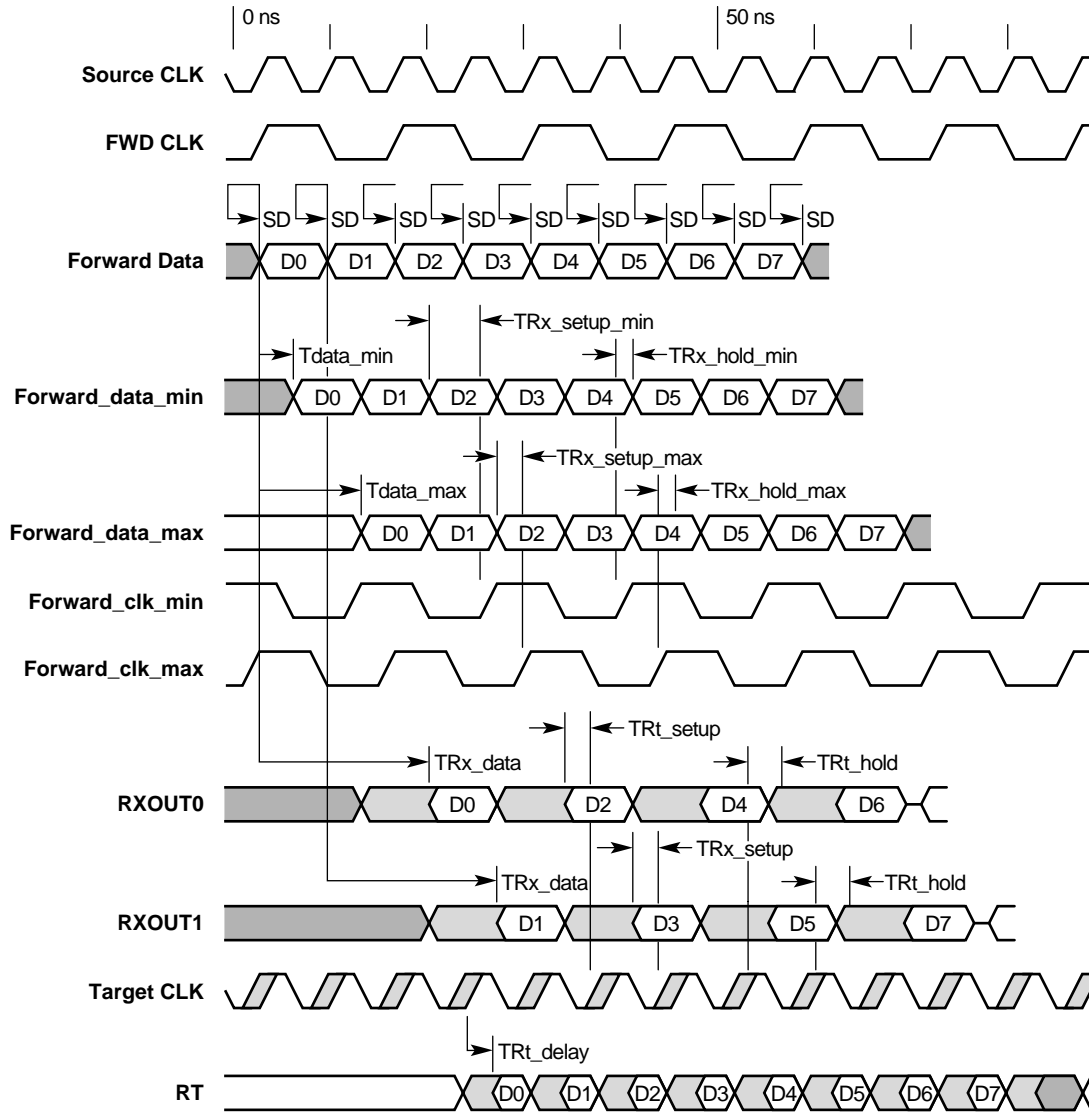 0 ns 50 ns
Source CLK
FWD CLK
SD SD SD SD SD SD SD SD SD
Forward Data D0 D1 D2 D3 D4 D5 D6 D7
TRx_setup_min
Tdata_min TRx_hold_min
Forward_data_min D0 D1 D2 D3 D4 D5 D6 D7
TRx_setup_max
Tdata_max TRx_hold_max
Forward_data_max D0 D1 D2 D3 D4 D5 D6 D7
Forward_clk_min
Forward_clk_max
TRt_setup
TRx_data TRt_hold
RXOUT0 D0 D2 D4 D6
TRx_setup
TRx_data TRt_hold
RXOUT1 D1 D3 D5 D7
Target CLK
TRt_delay
RT D0 D1 D2 D3 D4 D5 D6 D7